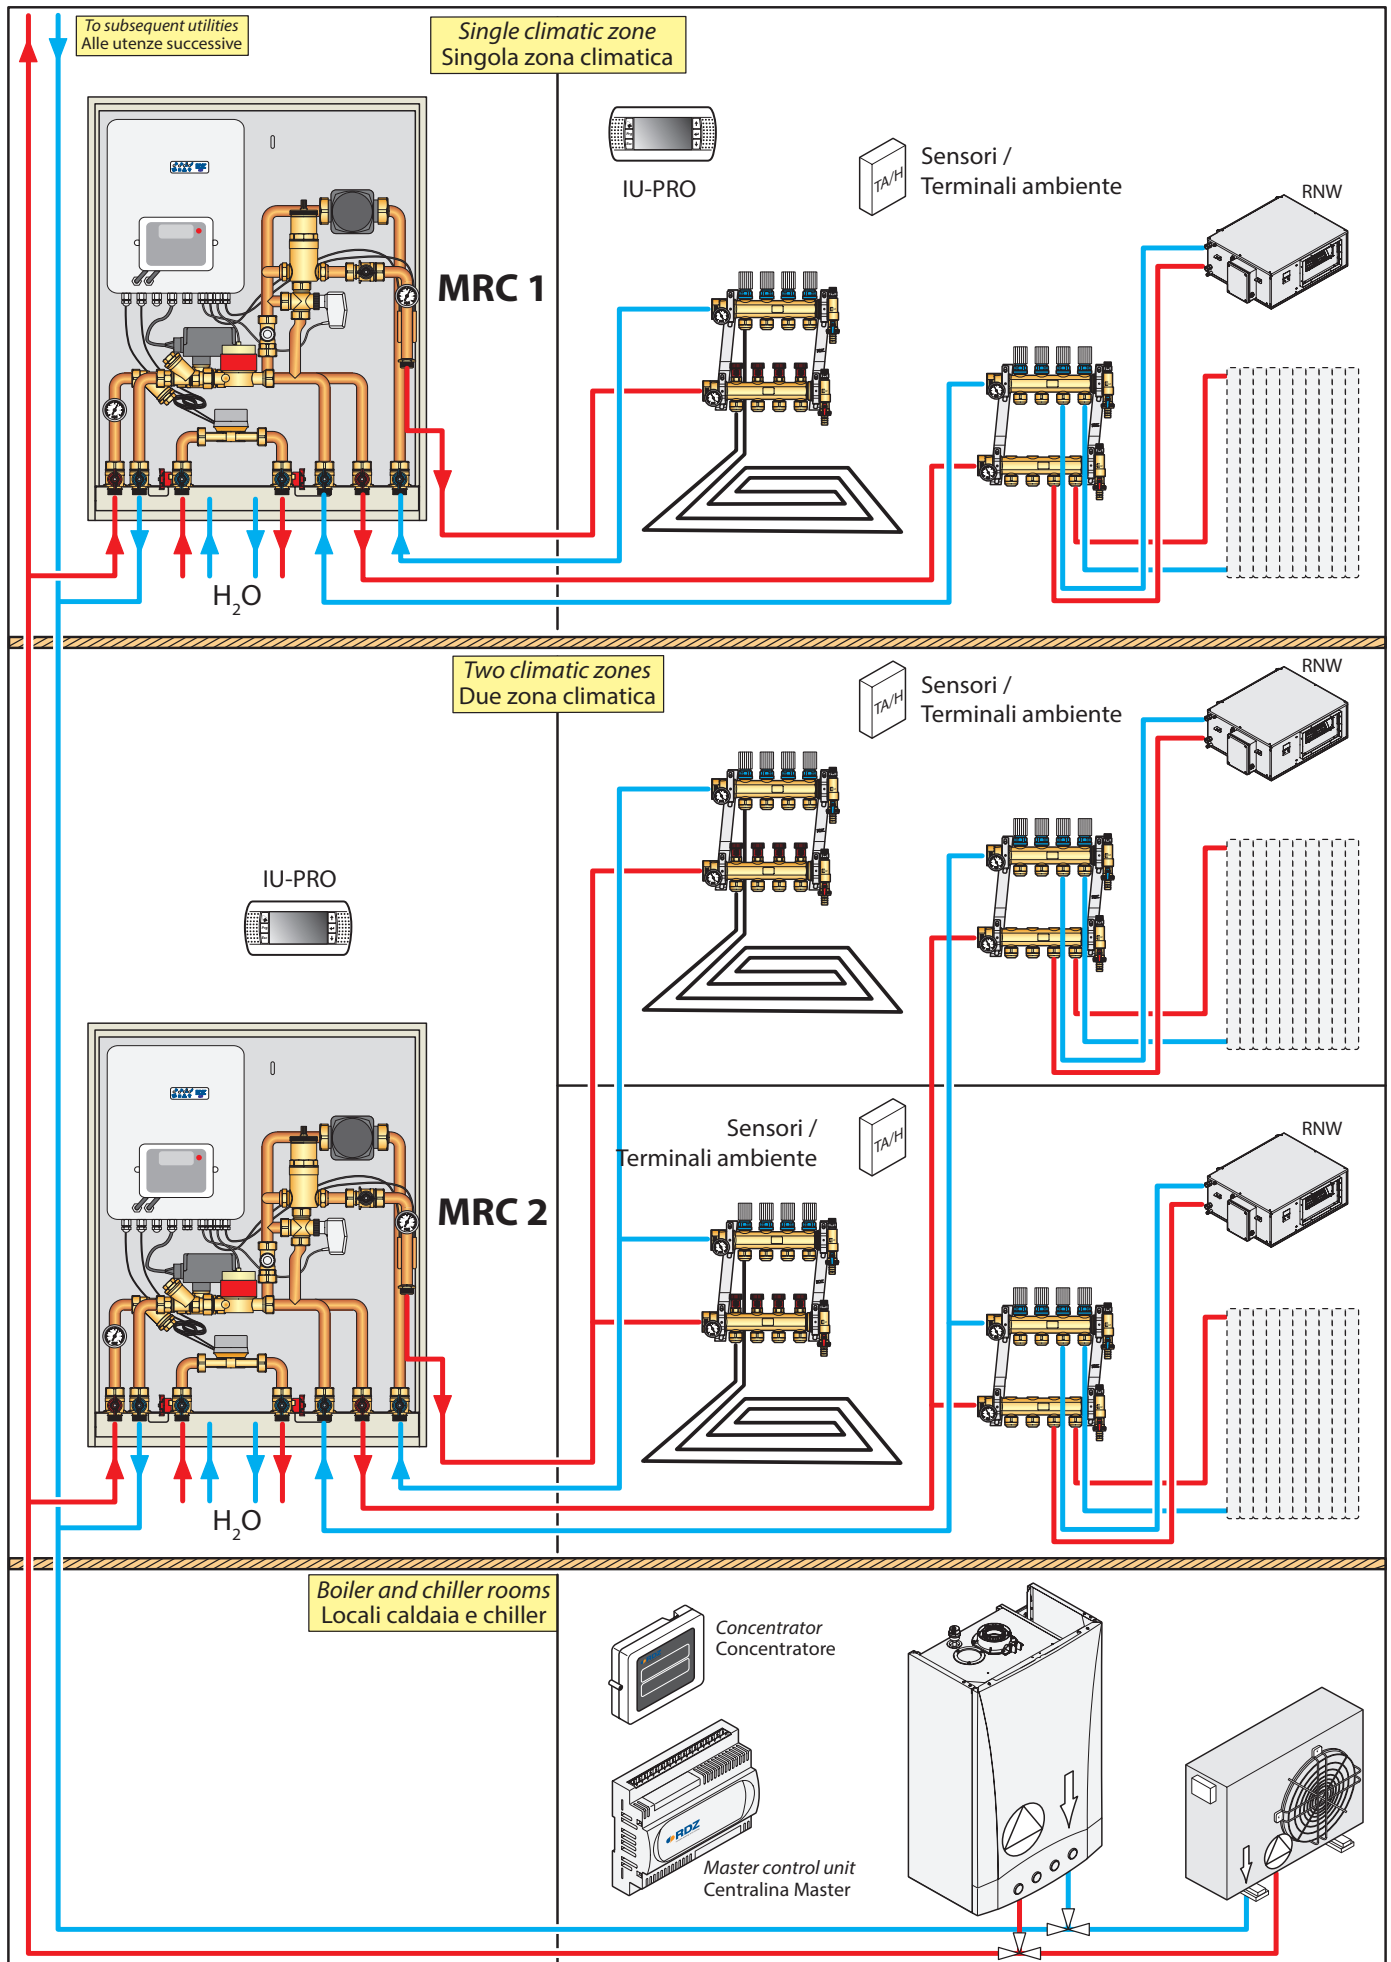 To subsequent utilities
Alle utenze successive
Single climatic zone
Singola zona climatica
IU-PRO
TA/H
Sensori /
Terminali ambiente
RNW
MRC 1
H₂O
Two climatic zones
Due zona climatica
TA/H
Sensori /
Terminali ambiente
RNW
IU-PRO
Sensori /
Terminali ambiente
TA/H
RNW
MRC 2
H₂O
Boiler and chiller rooms
Locali caldaia e chiller
Concentrator
Concentratore
RDZ
Master control unit
Centralina Master